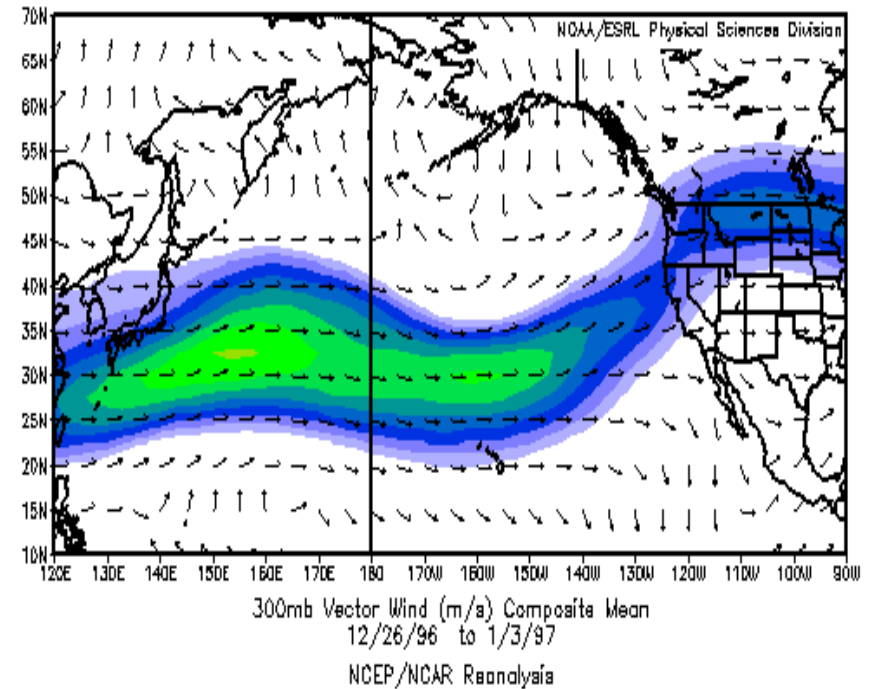 NOAA/ESRL Physical Sciences Division
70N
65N
60N
55N
50N
45N
40N
35N
30N
25N
20N
15N
10N
120E 130E 140E 150E 160E 170E 180 170W 160W 150W 140W 130W 120W 110W 100W 90W
300mb Vector Wind (m/s) Composite Mean
12/26/96 to 1/3/97
NCEP/NCAR Reanalysis